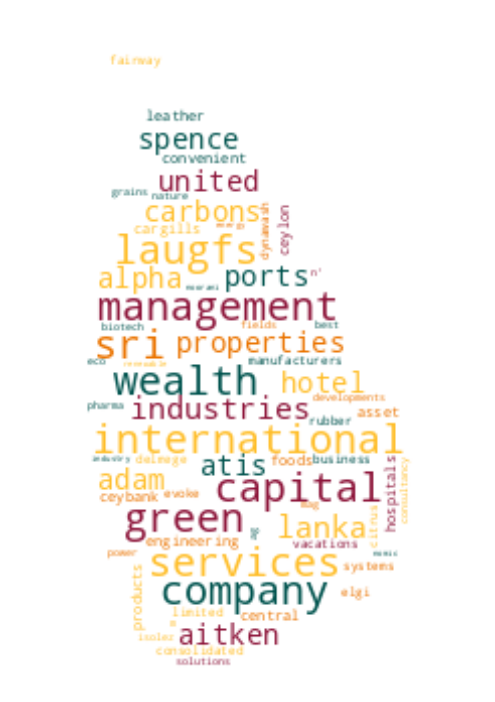 fairway
leather
spence
convenient
united
grains nature
carbons
cargills
dynawash
ceylon
laugfs
alpha ports n'
management
biotech fields best
sri properties
eco manufacturers
wealth hotel
developments
pharma industries asset
rubber
international
industry delmege atis foods business
adam capital
ceybank evoke
hospitals
consultancy
green lanka
citrus
engineering vacations
power services systems
products company elgi
limited central
isolez aitken
consolidated
solutions